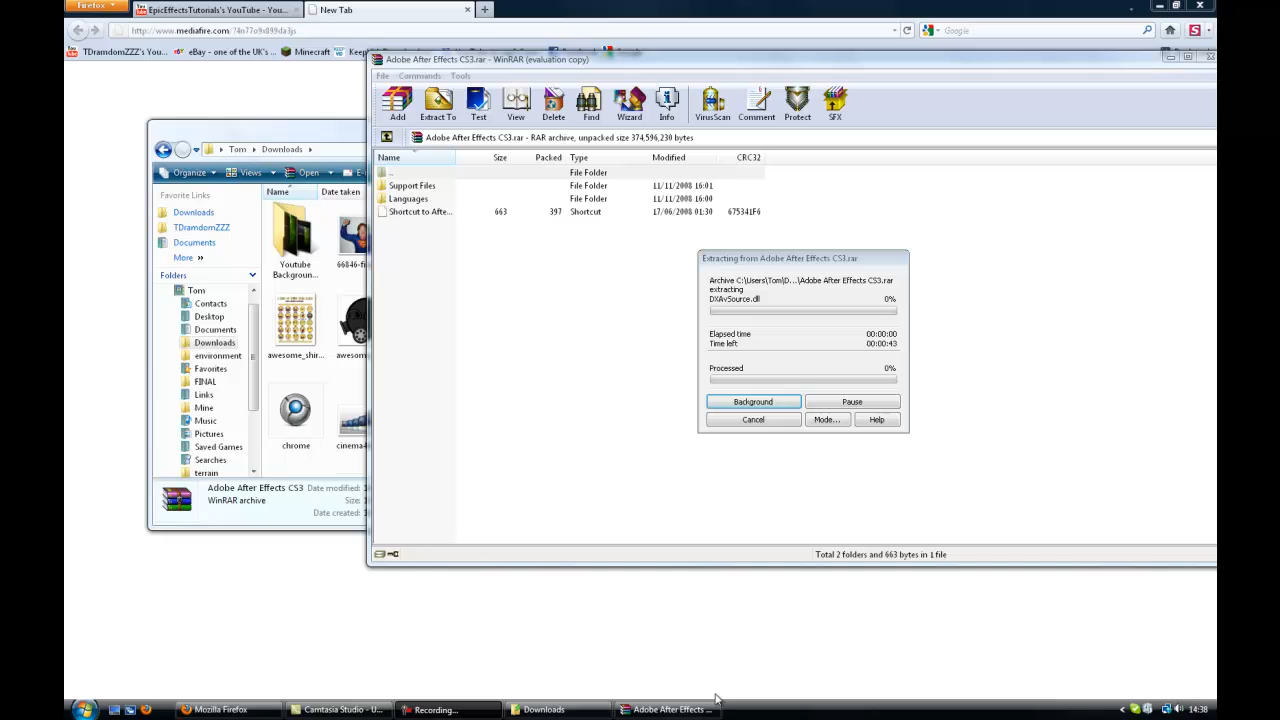 Firefox
EpicEffectsTutorials's YouTube - You...
New Tab
http://www.mediafire.com/?4n77o9x899da3js
Google
TDramdomZZZ's You...
eBay - one of the UK's ...
Minecraft
Adobe After Effects CS3.rar - WinRAR (evaluation copy)
File Commands Tools
Add Extract To Test View Delete Find Wizard Info VirusScan Comment Protect SFX
Adobe After Effects CS3.rar - RAR archive, unpacked size 374,596,230 bytes
Name Size Packed Type Modified CRC32
.. File Folder
Support Files File Folder 11/11/2008 16:01
Languages File Folder 11/11/2008 16:00
Shortcut to Afte... 663 397 Shortcut 17/06/2008 01:30 675341F6
Tom Downloads
Organize Views Open
Favorite Links
Downloads
TDramdomZZZ
Documents
More »
Folders
Tom
Contacts
Desktop
Documents
Downloads
environment
Favorites
FINAL
Links
Mine
Music
Pictures
Saved Games
Searches
terrain
Name Date taken
Youtube
Backgroun...
66846-fi
awesome_shir...
awesom
chrome
cinema4
Adobe After Effects CS3 Date modified:
WinRAR archive Size:
Date created:
Extracting from Adobe After Effects CS3.rar
Archive C:\Users\Tom\D...\Adobe After Effects CS3.rar
extracting
DXAvSource.dll 0%
Elapsed time 00:00:00
Time left 00:00:43
Processed 0%
Background Pause
Cancel Mode... Help
Total 2 folders and 663 bytes in 1 file
Mozilla Firefox
Camtasia Studio - U...
Recording...
Downloads
Adobe After Effects ...
14:38